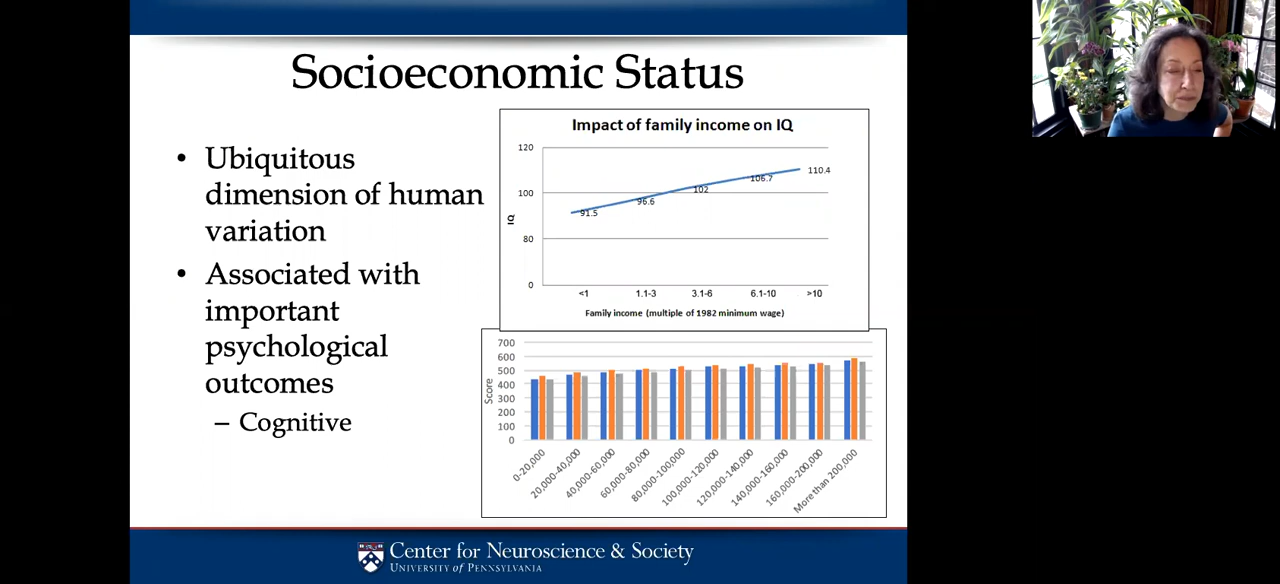 Socioeconomic Status
• Ubiquitous
dimension of human
variation
• Associated with
important
psychological
outcomes
– Cognitive
Impact of family income on IQ
120
100
80
0
IQ
91.5
96.6
102
106.7
110.4
<1
1.1-3
3.1-6
6.1-10
>10
Family income (multiple of 1982 minimum wage)
700
600
500
400
300
200
100
0
Score
0-20,000
20,000-40,000
40,000-60,000
60,000-80,000
80,000-100,000
100,000-120,000
120,000-140,000
140,000-160,000
160,000-200,000
More than 200,000
Center for Neuroscience & Society
UNIVERSITY of PENNSYLVANIA